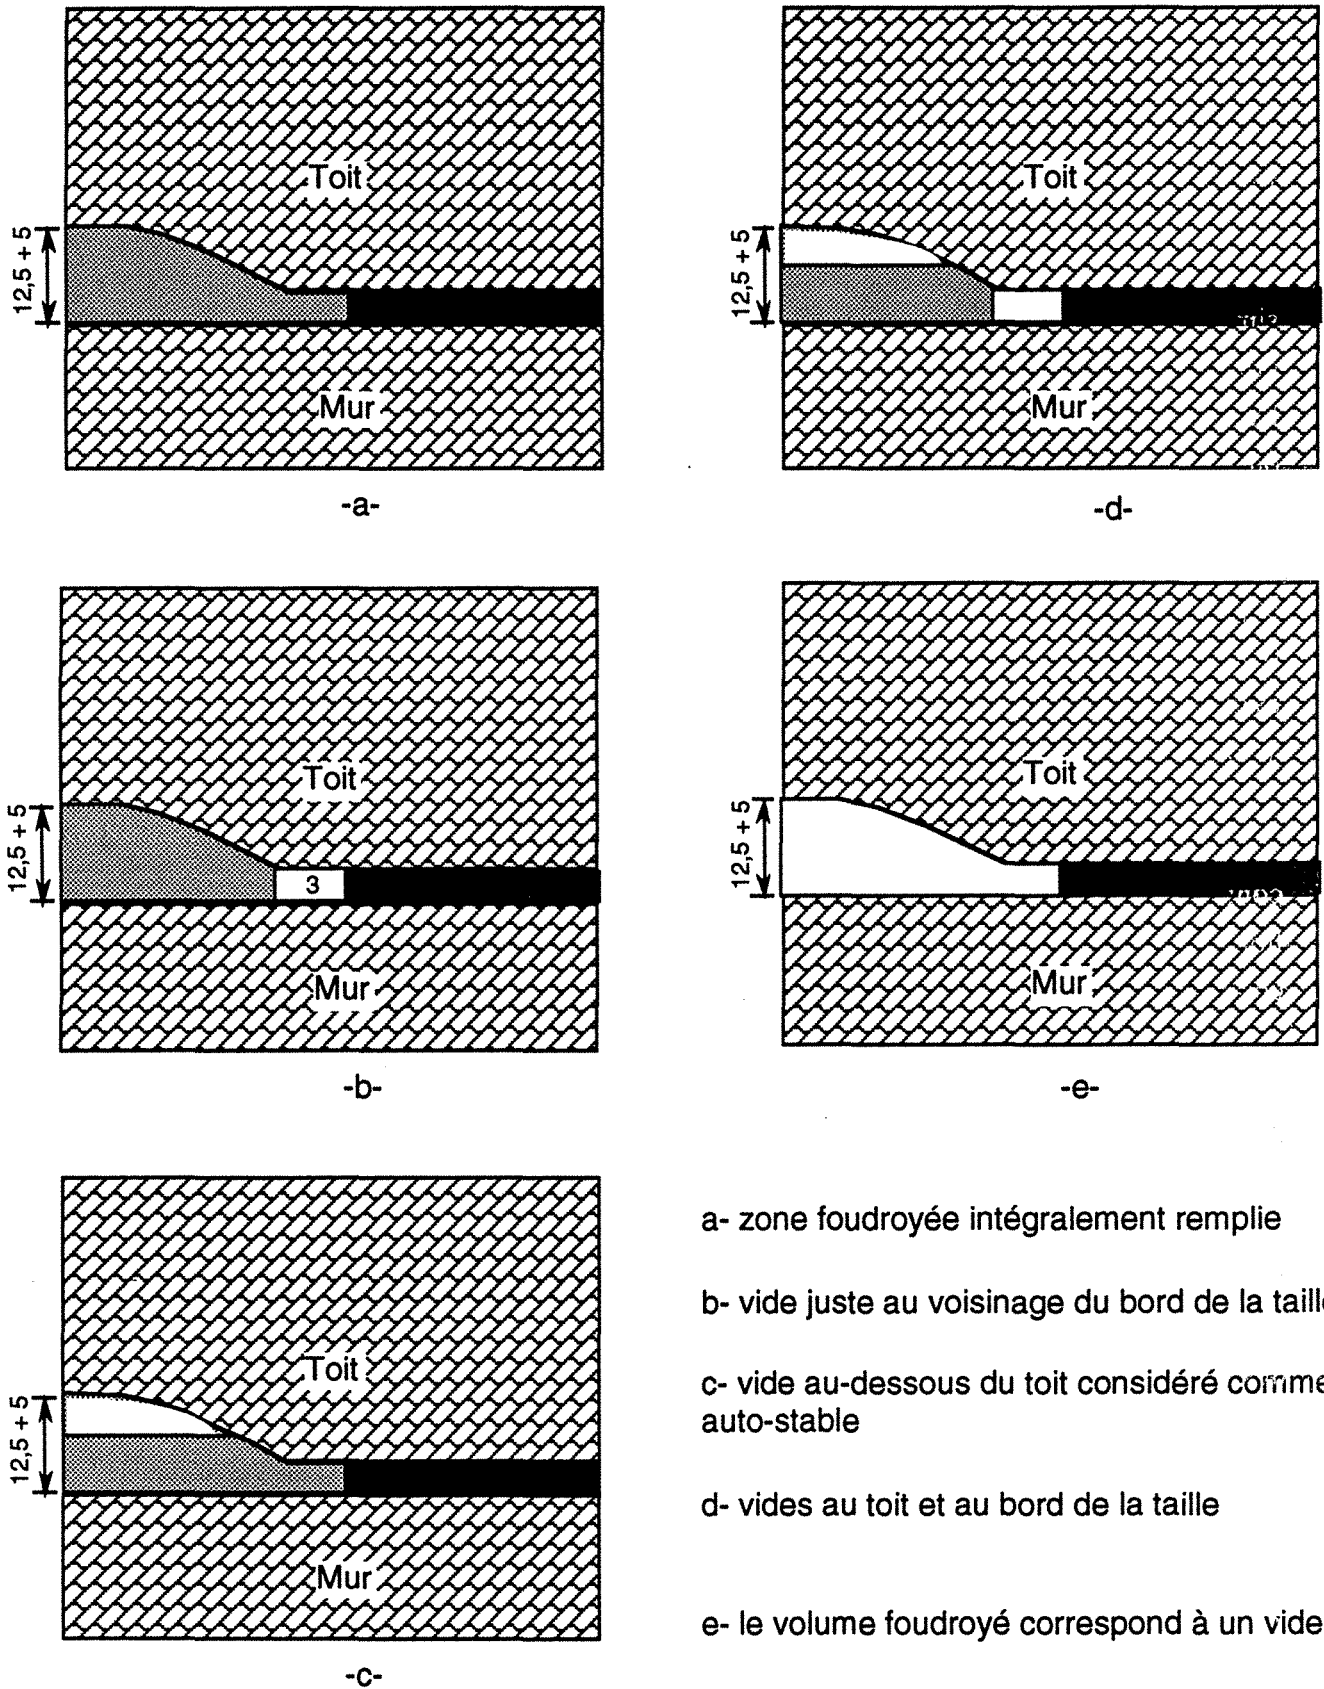 Toit
12,5 + 5
Mur
-a-
Toit
12,5 + 5
Mur
-d-
Toit
12,5 + 5
3
Mur
-b-
Toit
12,5 + 5
Mur
-e-
Toit
12,5 + 5
Mur
-c-
a- zone foudroyée intégralement remplie
b- vide juste au voisinage du bord de la taille
c- vide au-dessous du toit considéré comme
auto-stable
d- vides au toit et au bord de la taille
e- le volume foudroyé correspond à un vide